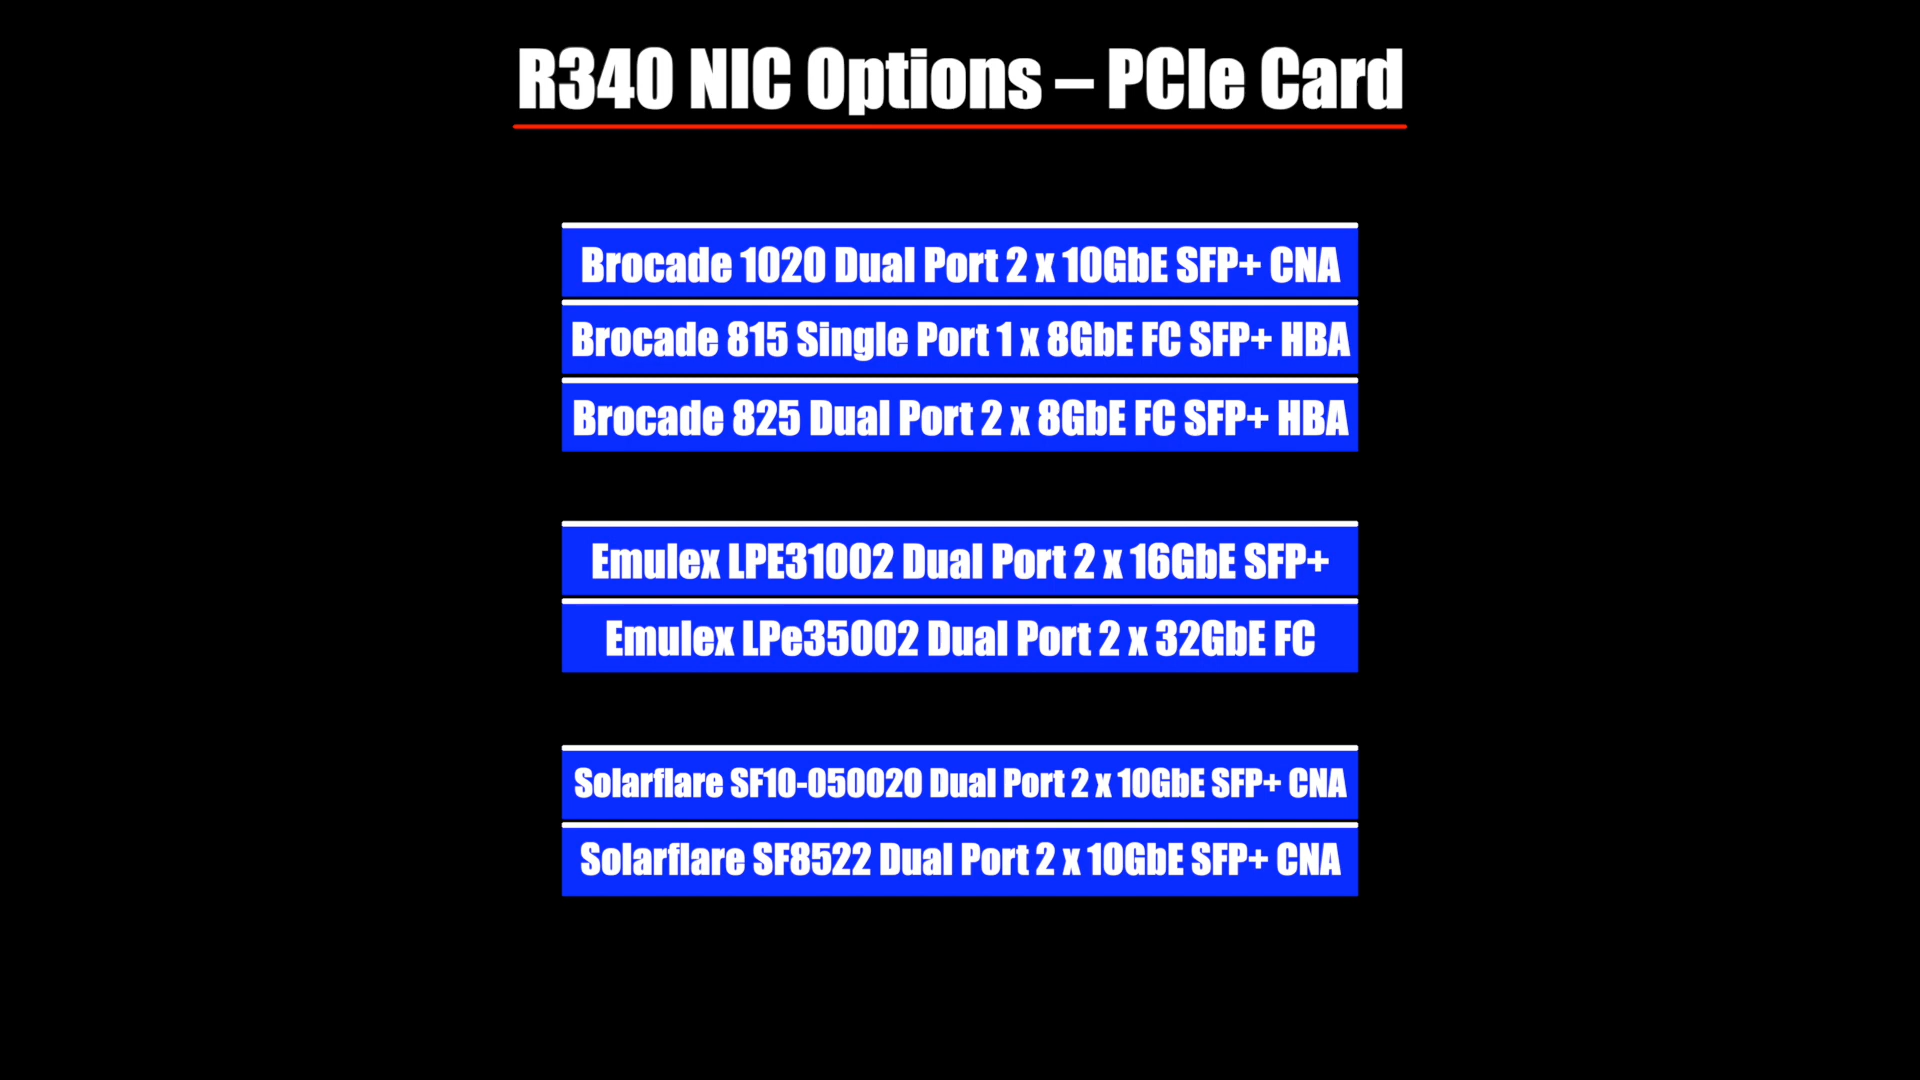 R340 NIC Options – PCIe Card
Brocade 1020 Dual Port 2 x 10GbE SFP+ CNA
Brocade 815 Single Port 1 x 8GbE FC SFP+ HBA
Brocade 825 Dual Port 2 x 8GbE FC SFP+ HBA
Emulex LPE31002 Dual Port 2 x 16GbE SFP+
Emulex LPe35002 Dual Port 2 x 32GbE FC
Solarflare SF10-050020 Dual Port 2 x 10GbE SFP+ CNA
Solarflare SF8522 Dual Port 2 x 10GbE SFP+ CNA